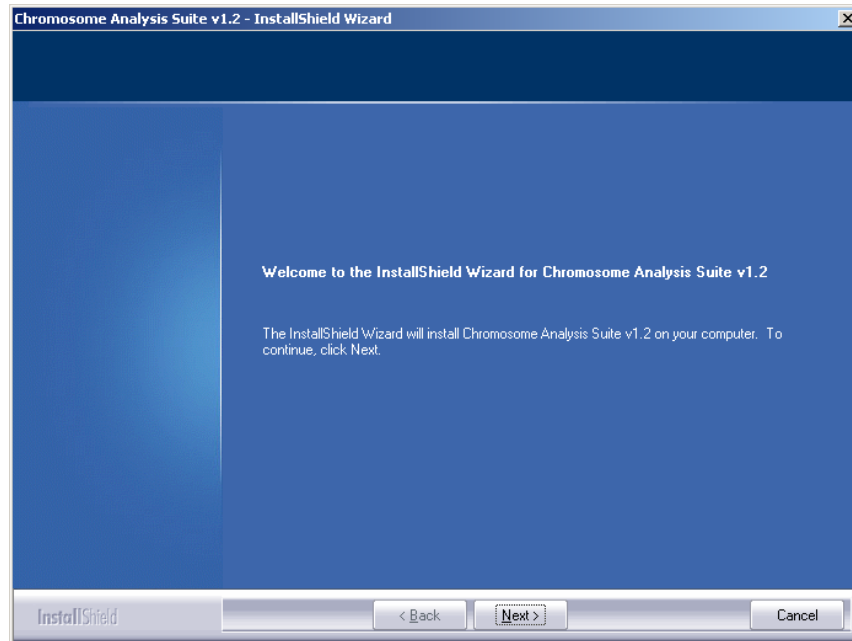 Chromosome Analysis Suite v1.2 - InstallShield Wizard
Welcome to the InstallShield Wizard for Chromosome Analysis Suite v1.2
The InstallShield Wizard will install Chromosome Analysis Suite v1.2 on your computer. To
continue, click Next.
InstallShield
< Back
Next >
Cancel